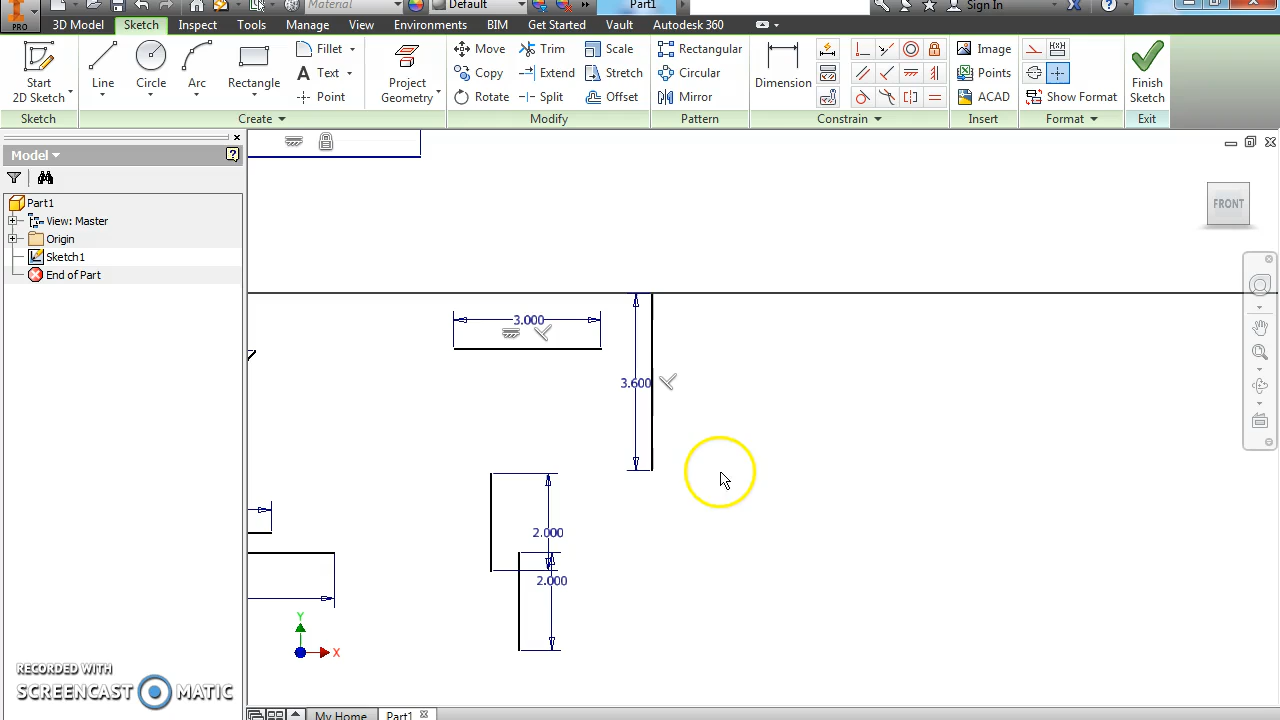 PRO
Material
Default
Part1
Sign In
Sketch
3D Model
Inspect
Tools
Manage
View
Environments
BIM
Get Started
Vault
Autodesk 360
Start
2D Sketch
Line
Circle
Arc
Rectangle
Fillet
Text
Point
Project
Geometry
Move
Copy
Rotate
Trim
Extend
Split
Scale
Stretch
Offset
Rectangular
Circular
Mirror
Dimension
Image
Points
ACAD
Show Format
Finish
Sketch
Sketch
Create
Modify
Pattern
Constrain
Insert
Format
Exit
Model
Part1
View: Master
Origin
Sketch1
End of Part
FRONT
3.000
3.600
2.000
2.000
Y
X
RECORDED WITH
SCREENCAST MATIC
My Home
Part1